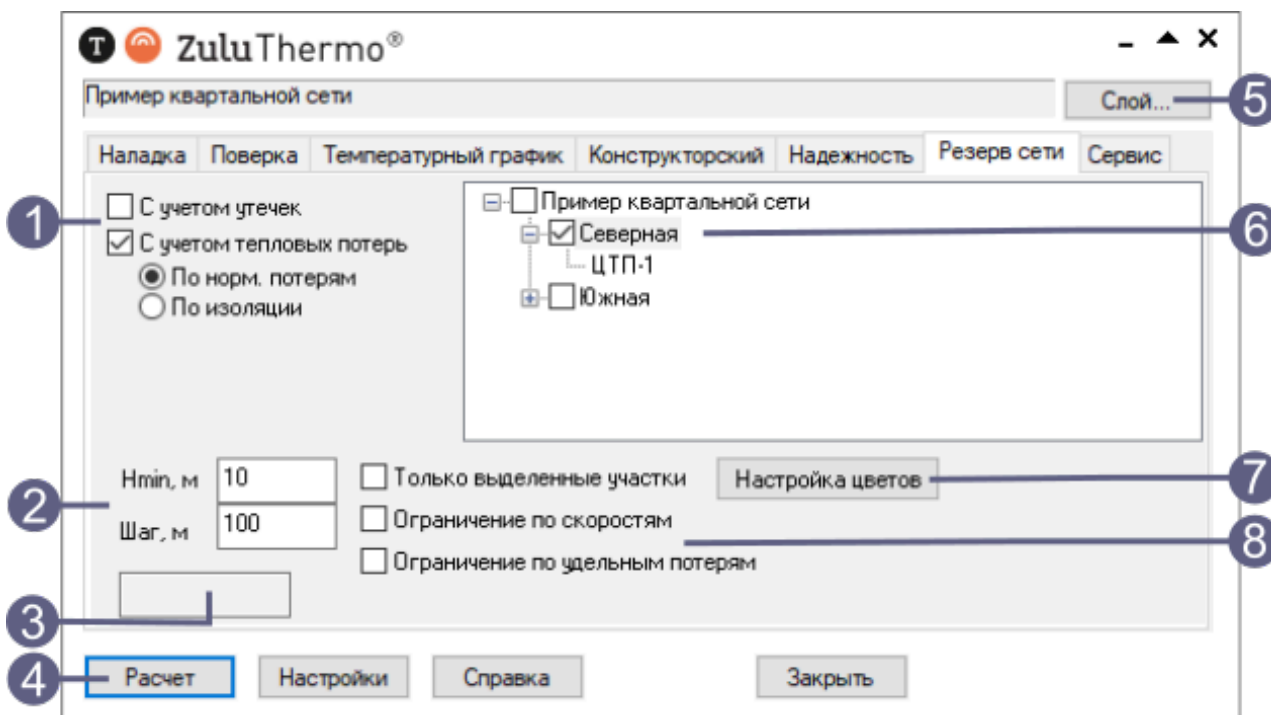 T ZuluThermo®
Пример квартальной сети
Слой...
5
Наладка Поверка Температурный график Конструкторский Надежность Резерв сети Сервис
1
С учетом утечек
С учетом тепловых потерь
По норм. потерям
По изоляции
Пример квартальной сети
Северная
6
ЦТП-1
Южная
2
Hmin, м 10
Шаг, м 100
Только выделенные участки
Настройка цветов
7
Ограничение по скоростям
8
Ограничение по удельным потерям
3
4
Расчет Настройки Справка Закрыть